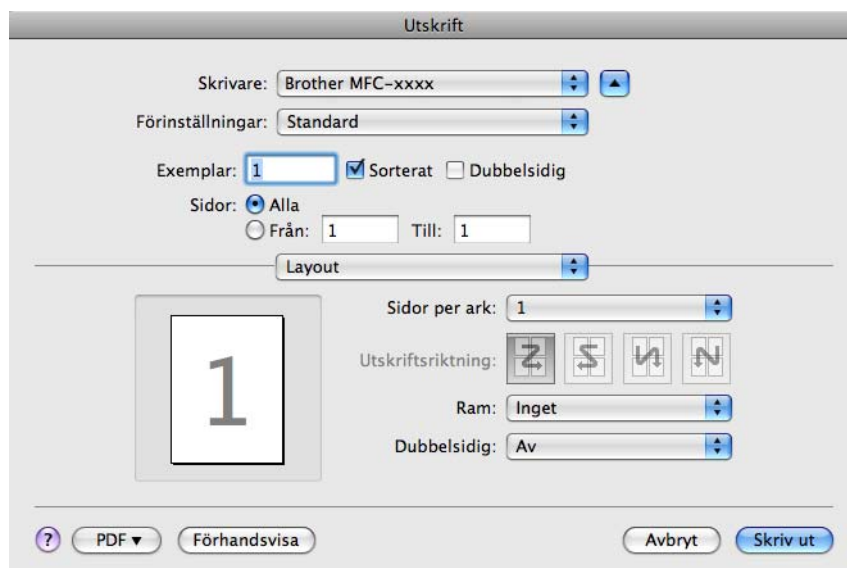 Utskrift
Skrivare: Brother MFC-xxxx
Förinställningar: Standard
Exemplar: 1 Sorterat Dubbelsidig
Sidor: Alla
Från: 1 Till: 1
Layout
Sidor per ark: 1
1
Utskriftsriktning:
Ram: Inget
Dubbelsidig: Av
? PDF▼ Förhandsvisa Avbryt Skriv ut